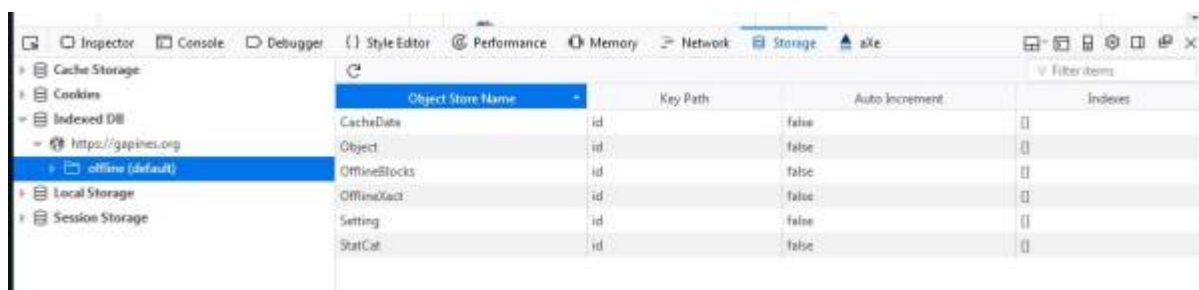 Inspector Console Debugger {} Style Editor Performance Memory Network Storage aXe
Cache Storage
Filter items
Cookies
Object Store Name Key Path Auto Increment Indexes
Indexed DB
CacheDate id false []
https://gapines.org
Object id false []
offline (default)
OfflineBlocks id false []
Local Storage
OfflineXact id false []
Session Storage
Setting id false []
StatCat id false []